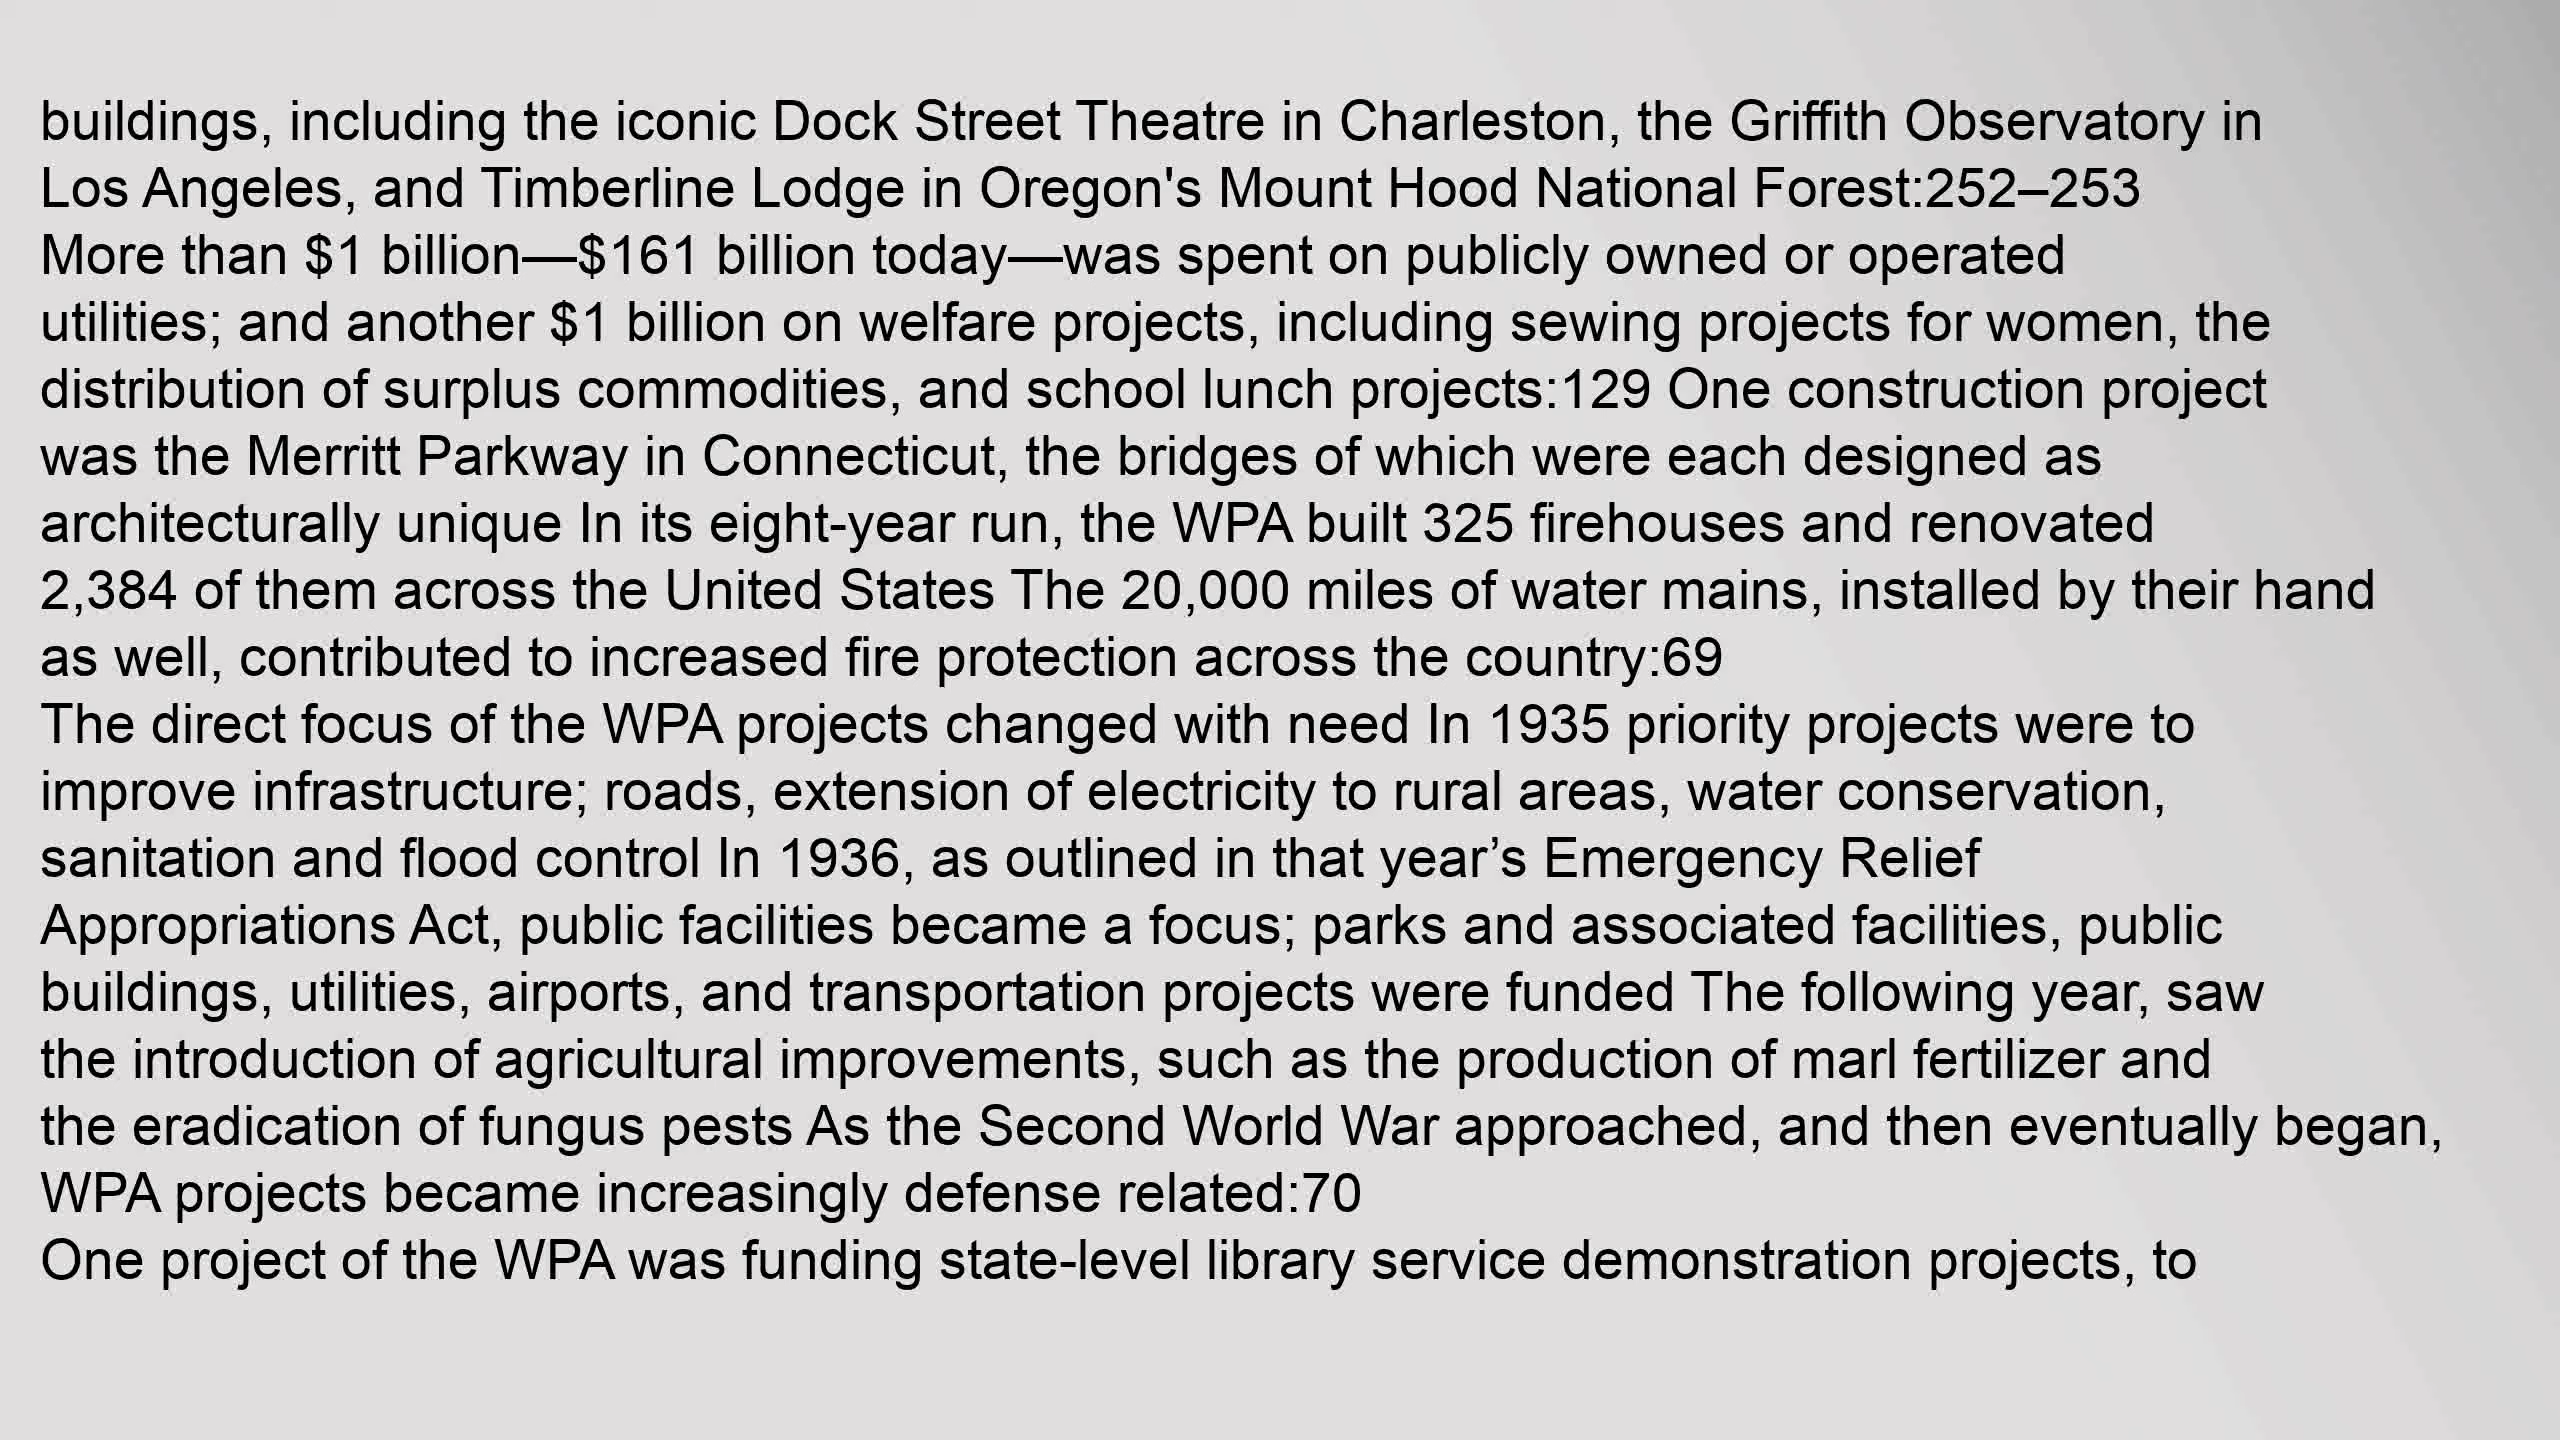 buildings, including the iconic Dock Street Theatre in Charleston, the Griffith Observatory in
Los Angeles, and Timberline Lodge in Oregon's Mount Hood National Forest:252–253
More than $1 billion—$161 billion today—was spent on publicly owned or operated
utilities; and another $1 billion on welfare projects, including sewing projects for women, the
distribution of surplus commodities, and school lunch projects:129 One construction project
was the Merritt Parkway in Connecticut, the bridges of which were each designed as
architecturally unique In its eight-year run, the WPA built 325 firehouses and renovated
2,384 of them across the United States The 20,000 miles of water mains, installed by their hand
as well, contributed to increased fire protection across the country:69
The direct focus of the WPA projects changed with need In 1935 priority projects were to
improve infrastructure; roads, extension of electricity to rural areas, water conservation,
sanitation and flood control In 1936, as outlined in that year’s Emergency Relief
Appropriations Act, public facilities became a focus; parks and associated facilities, public
buildings, utilities, airports, and transportation projects were funded The following year, saw
the introduction of agricultural improvements, such as the production of marl fertilizer and
the eradication of fungus pests As the Second World War approached, and then eventually began,
WPA projects became increasingly defense related:70
One project of the WPA was funding state-level library service demonstration projects, to